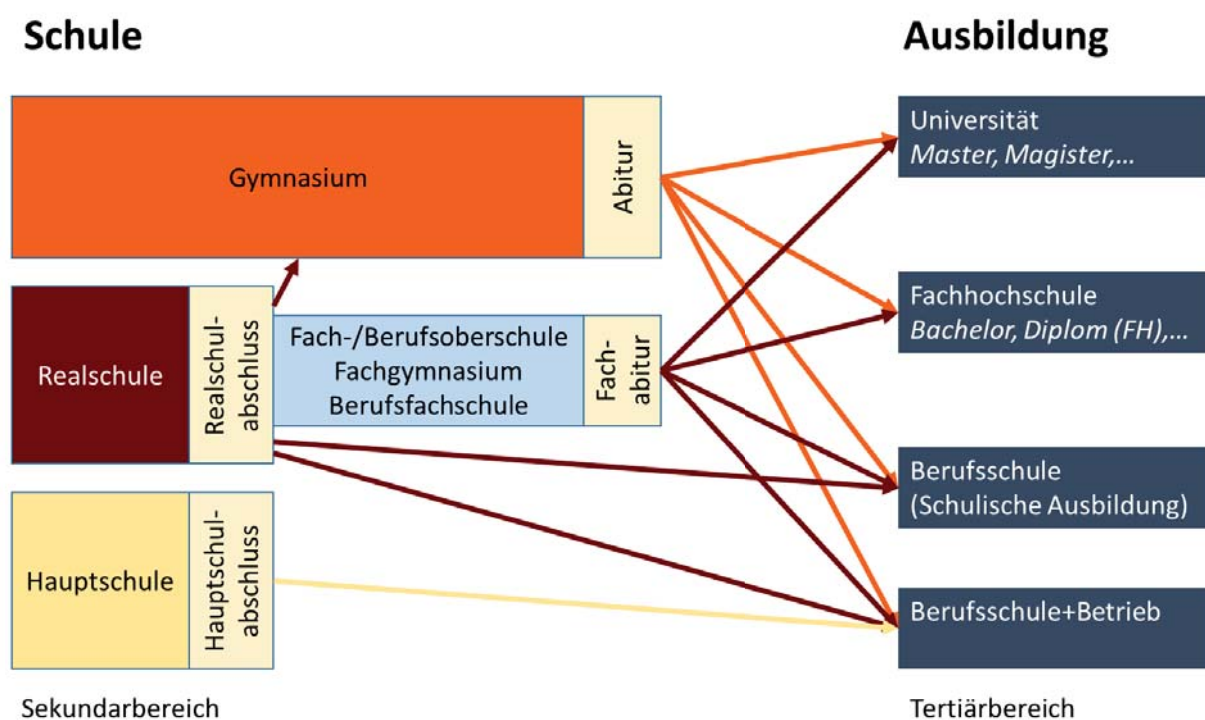 Schule
Ausbildung
Gymnasium
Abitur
Universität
Master, Magister,...
Realschule
Realschul-
abschluss
Fach-/Berufsoberschule
Fachgymnasium
Berufsfachschule
Fach-
abitur
Fachhochschule
Bachelor, Diplom (FH),...
Hauptschule
Hauptschul-
abschluss
Berufsschule
(Schulische Ausbildung)
Berufsschule+Betrieb
Sekundarbereich
Tertiärbereich